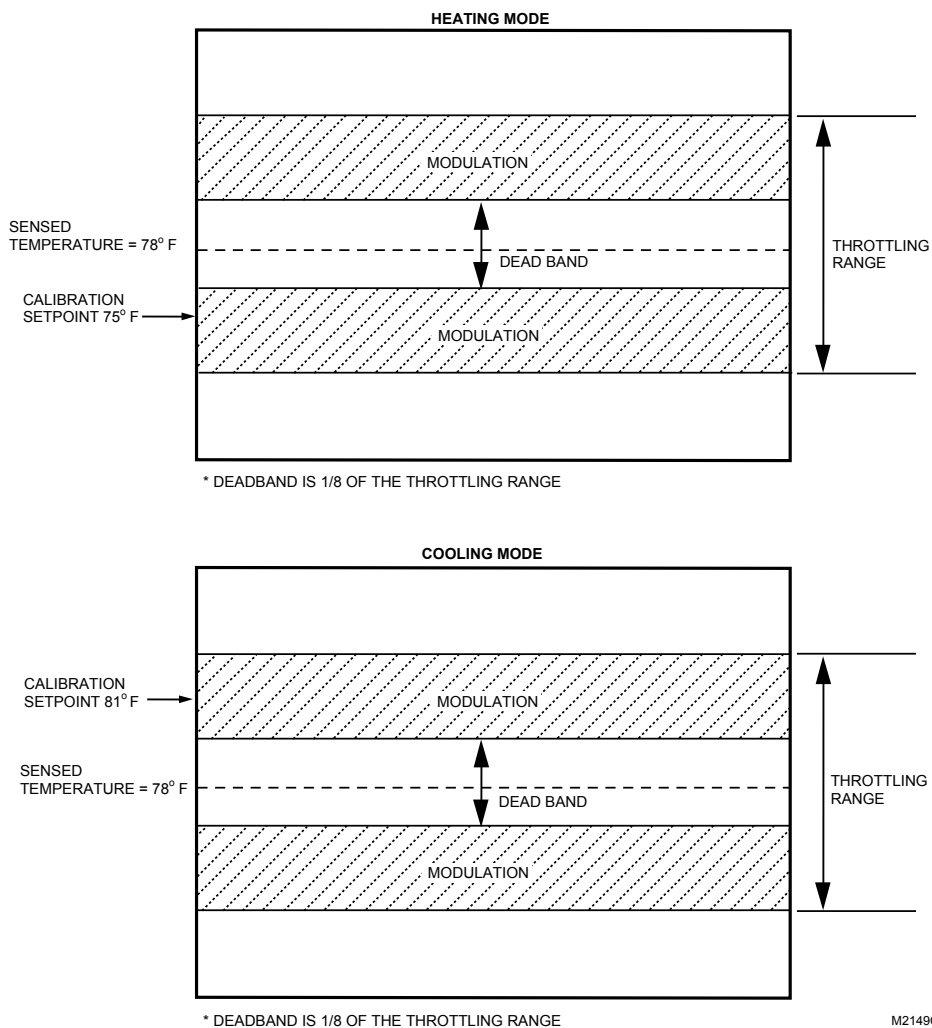 HEATING MODE
MODULATION
SENSED
TEMPERATURE = 78° F
DEAD BAND
THROTTLING
RANGE
CALIBRATION
SETPOINT 75° F
MODULATION
* DEADBAND IS 1/8 OF THE THROTTLING RANGE
COOLING MODE
CALIBRATION
SETPOINT 81° F
MODULATION
SENSED
TEMPERATURE = 78° F
DEAD BAND
THROTTLING
RANGE
MODULATION
* DEADBAND IS 1/8 OF THE THROTTLING RANGE